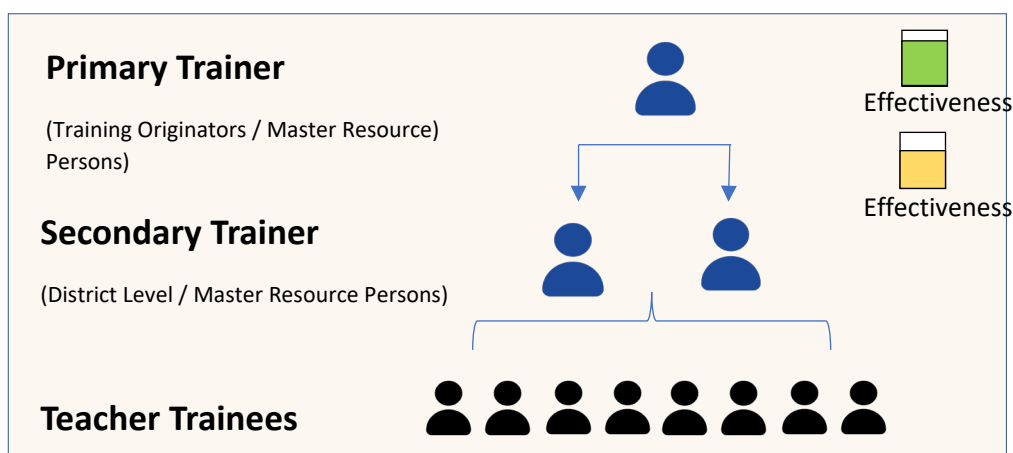 Primary Trainer
(Training Originators / Master Resource)
Persons)
Effectiveness
Effectiveness
Secondary Trainer
(District Level / Master Resource Persons)
Teacher Trainees